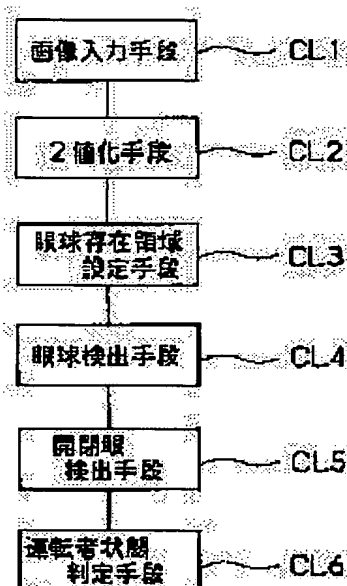 画像入力手段 CL1
2値化手段 CL2
眼球存在領域
設定手段 CL3
眼球検出手段 CL4
開閉眼
検出手段 CL5
運転者状態
判定手段 CL6